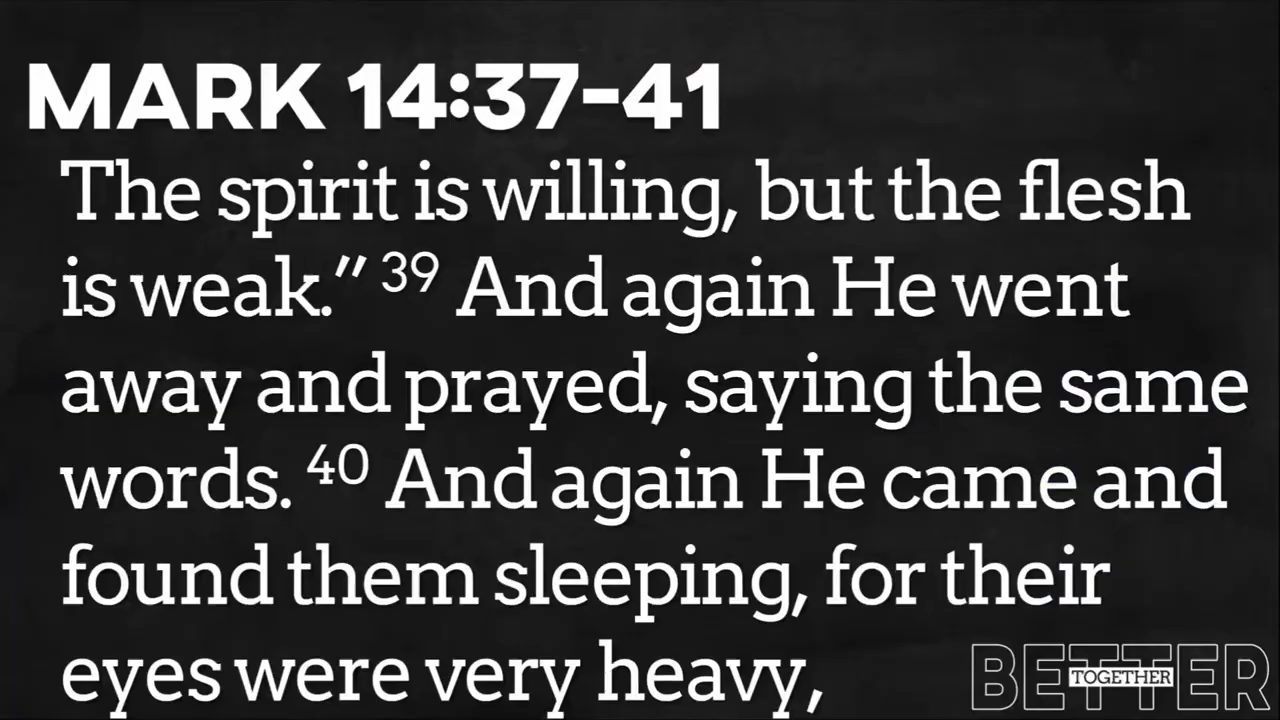 MARK 14:37-41
The spirit is willing, but the flesh
is weak.” 39 And again He went
away and prayed, saying the same
words. 40 And again He came and
found them sleeping, for their
eyes were very heavy,
BETTER
TOGETHER